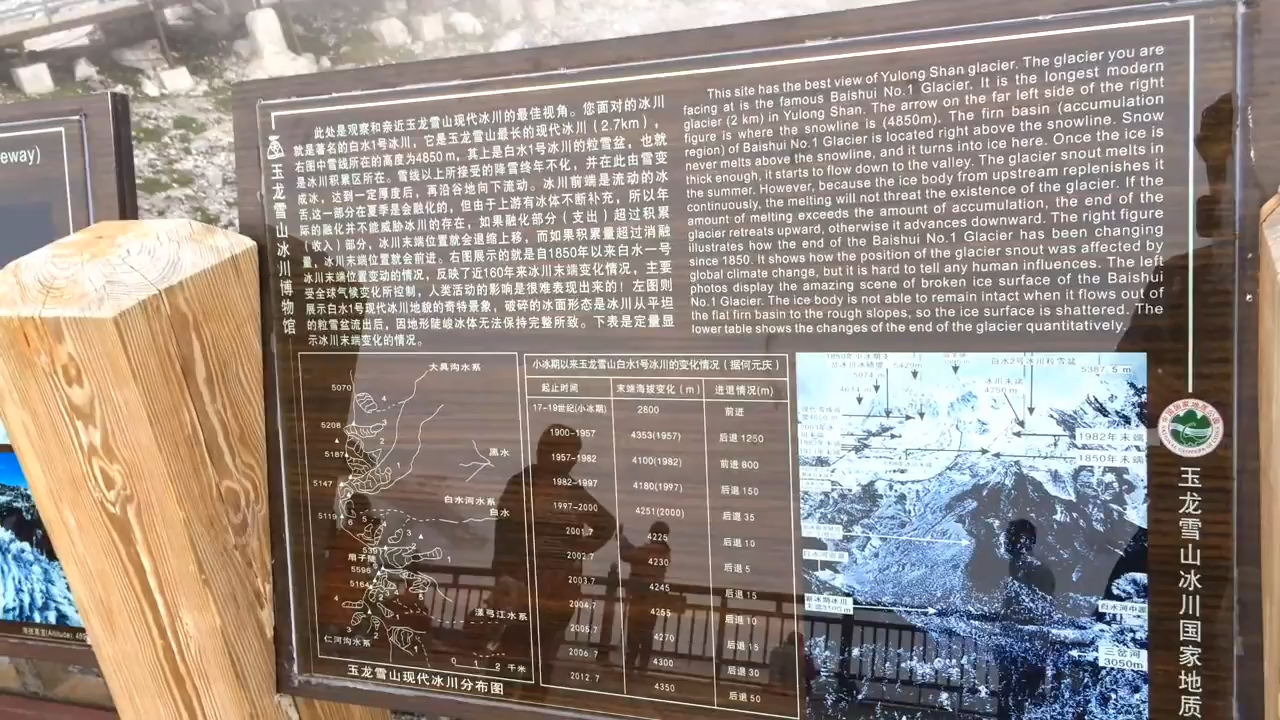 eway)
玉龙雪山冰川博物馆
此处是观察和亲近玉龙雪山现代冰川的最佳视角。您面对的冰川
就是著名的白水1号冰川，它是玉龙雪山最长的现代冰川（2.7km），
右图中雪线所在的高度为4850 m，其上是白水1号冰川的粒雪盆，也就
是冰川积累区所在。雪线以上所接受的降雪终年不化，并在此由雪变
成冰，达到一定厚度后，再沿谷地向下流动。冰川前端是流动的冰
舌,这一部分在夏季是会融化的，但由于上游有冰体不断补充，所以年
际的融化并不能威胁冰川的存在，如果融化部分（支出）超过积累
（收入）部分，冰川末端位置就会退缩上移，而如果积累量超过消融
量，冰川末端位置就会前进。右图展示的就是自1850年以来白水一号
冰川末端位置变动的情况，反映了近160年来冰川末端变化情况，主要
受全球气候变化所控制，人类活动的影响是很难表现出来的！左图则
展示白水1号现代冰川地貌的奇特景象，破碎的冰面形态是冰川从平坦
的粒雪盆流出后，因地形陡峻冰体无法保持完整所致。下表是定量显
示冰川末端变化的情况。
This site has the best view of Yulong Shan glacier. The glacier you are
facing at is the famous Baishui No.1 Glacier. It is the longest modern
glacier (2 km) in Yulong Shan. The arrow on the far left side of the right
figure is where the snowline is (4850m). The firn basin (accumulation
region) of Baishui No.1 Glacier is located right above the snowline. Snow
never melts above the snowline, and it turns into ice here. Once the ice is
thick enough, it starts to flow down to the valley. The glacier snout melts in
the summer. However, because the ice body from upstream replenishes it
continuously, the melting will not threat the existence of the glacier. If the
amount of melting exceeds the amount of accumulation, the end of the
glacier retreats upward, otherwise it advances downward. The right figure
illustrates how the end of the Baishui No.1 Glacier has been changing
since 1850. It shows how the position of the glacier snout was affected by
global climate change, but it is hard to tell any human influences. The left
photos display the amazing scene of broken ice surface of the Baishui
No.1 Glacier. The ice body is not able to remain intact when it flows out of
the flat firn basin to the rough slopes, so the ice surface is shattered. The
lower table shows the changes of the end of the glacier quantitatively.
大具沟水系
5070
5208
5187
5147
5119
黑水
白水河水系
白水
扇子陡
5596
漾弓江水系
仁河沟水系
0 1 2 千米
玉龙雪山现代冰川分布图
小冰期以来玉龙雪山白水1号冰川的变化情况（据何元庆）
起止时间 末端海拔变化（m） 进退情况(m)
17-19世纪(小冰期) 2800 前进
1900-1957 4353(1957) 后退 1250
1957-1982 4100(1982) 前进 800
1982-1997 4180(1997) 后退 150
1997-2000 4251(2000) 后退 35
2001.7 4225 后退 10
2002.7 4230 后退 5
2003.7 4245 后退 15
2004.7 4255 后退 10
2005.7 4270 后退 15
2006.7 4300 后退 30
2012.7 4350 后退 50
白水2号冰川粒雪盆
5387.5 m
冰川末端
4750 m
1982年末端
1850年末端
白水河中源
三岔河
3050m
玉龙雪山冰川国家地质